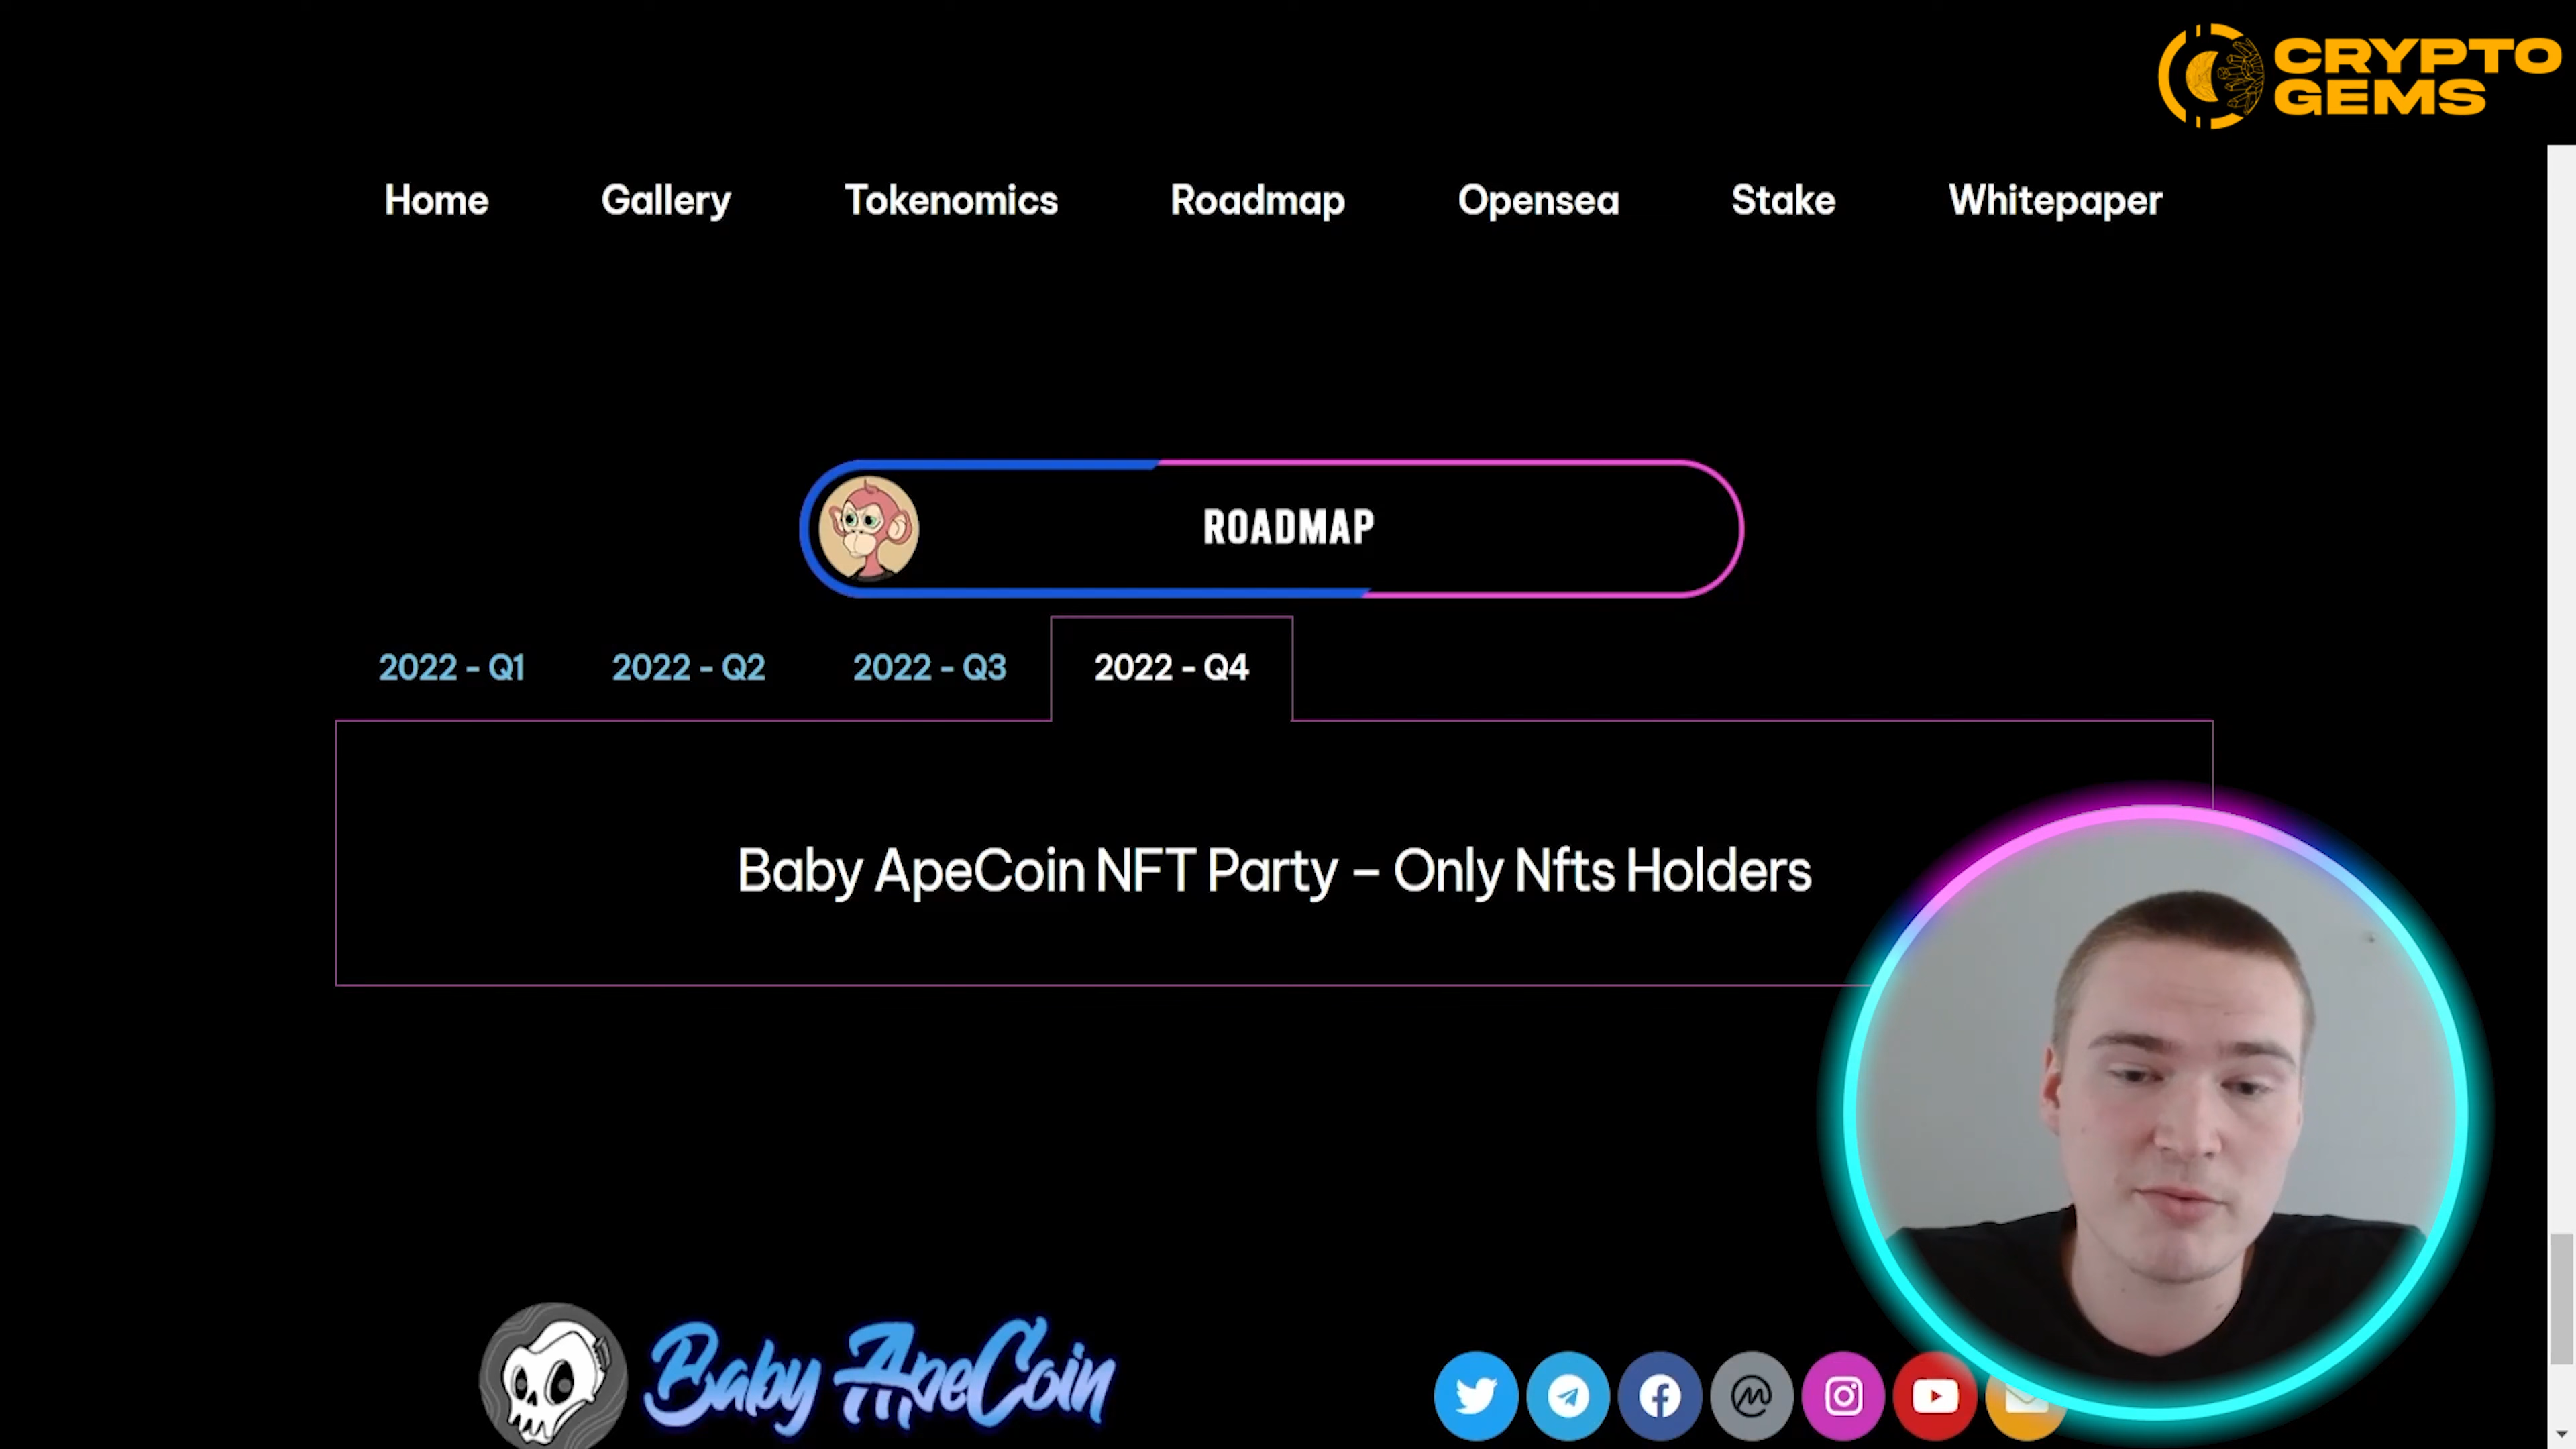 CRYPTO
GEMS
Home Gallery Tokenomics Roadmap Opensea Stake Whitepaper
ROADMAP
2022 - Q1 2022 - Q2 2022 - Q3 2022 - Q4
Baby ApeCoin NFT Party – Only Nfts Holders
Baby ApeCoin